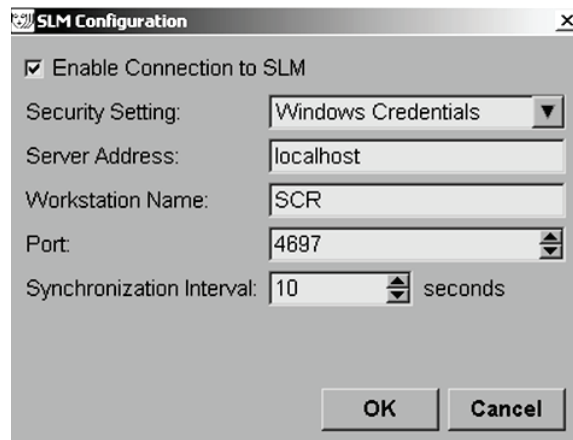 SLM Configuration
Enable Connection to SLM
Security Setting: Windows Credentials
Server Address: localhost
Workstation Name: SCR
Port: 4697
Synchronization Interval: 10 seconds
OK Cancel